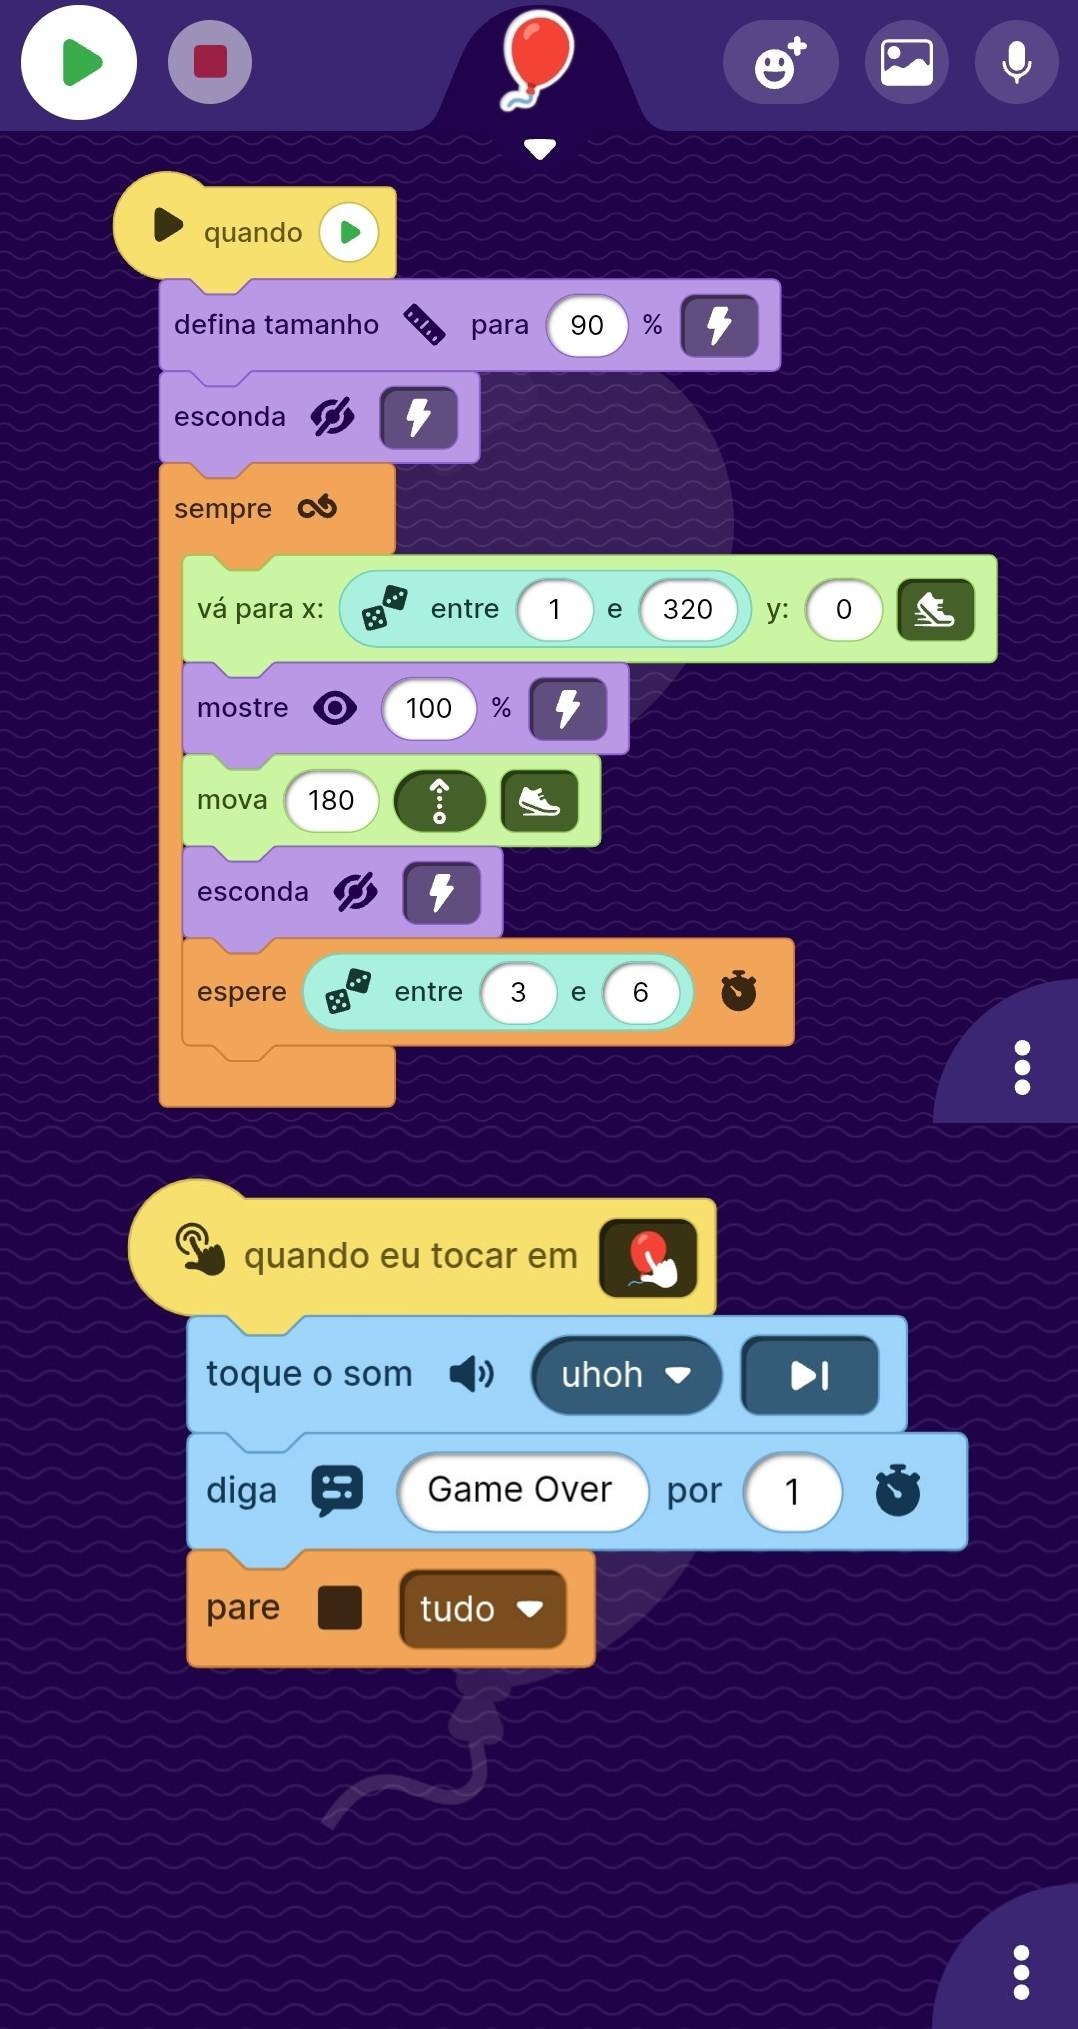 quando
defina tamanho para 90 %
esconda
sempre
vá para x: entre 1 e 320 y: 0
mostre 100 %
mova 180
esconda
espere entre 3 e 6
quando eu tocar em
toque o som uhoh
diga Game Over por 1
pare tudo